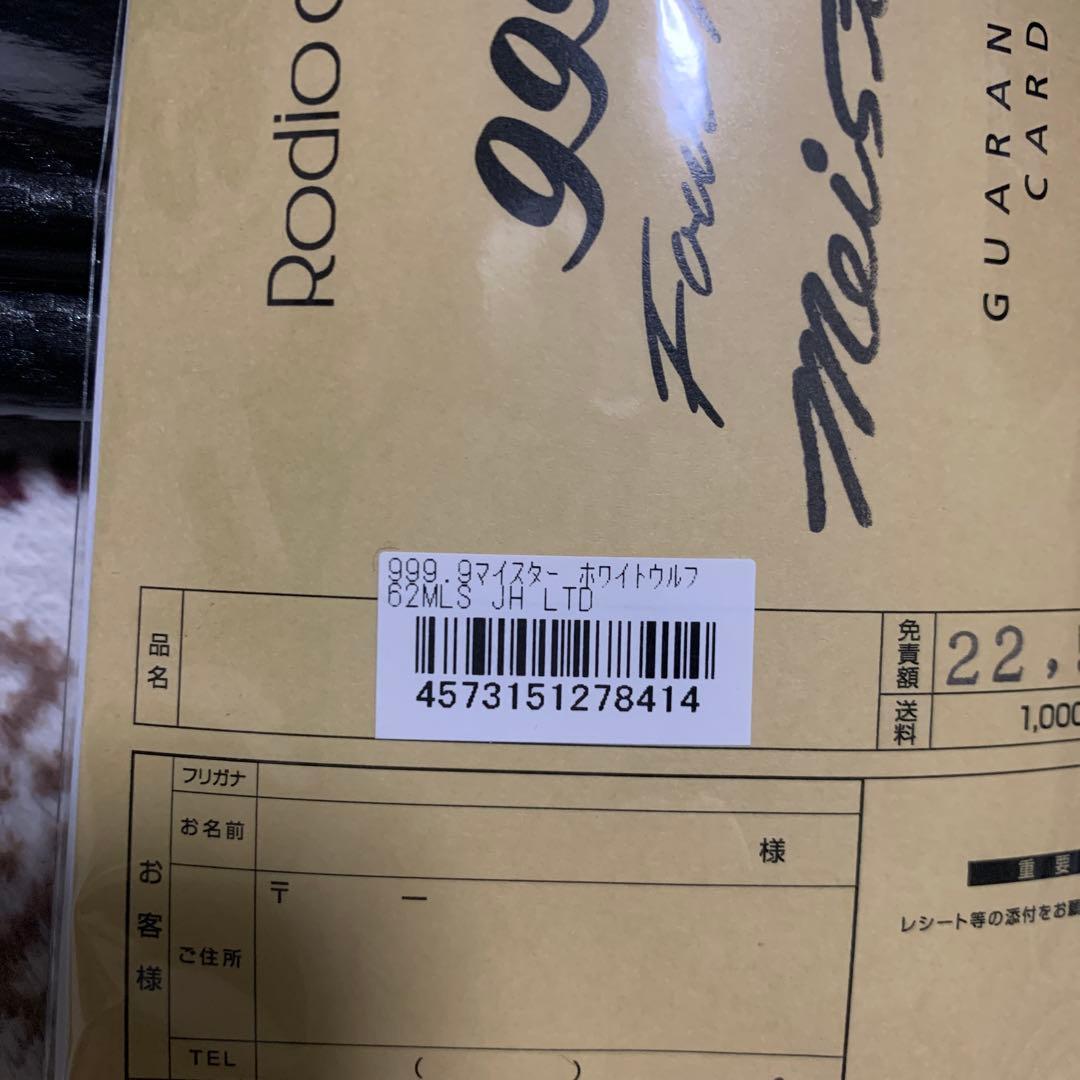 Rodio
999
Meis
GUARAN
CARD
999.9マイスター ホワイトウルフ
62MLS JH LTD
4573151278414
品名
免責額
22,
送料
1,000
お客様
フリガナ
お名前
様
ご住所
〒 ー
TEL
( )
重要
レシート等の添付をお願